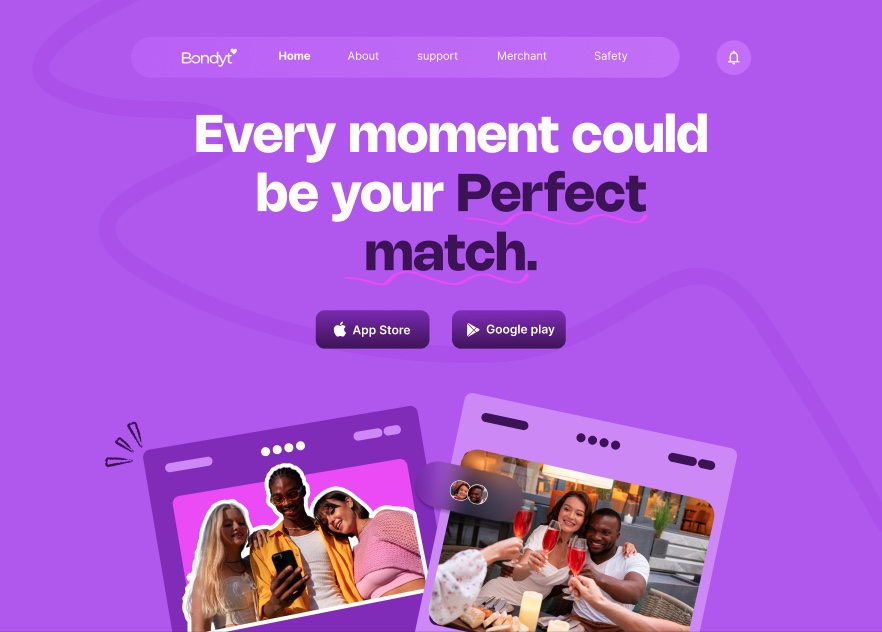 Bondyt Home About support Merchant Safety
Every moment could
be your Perfect
match.
App Store Google play